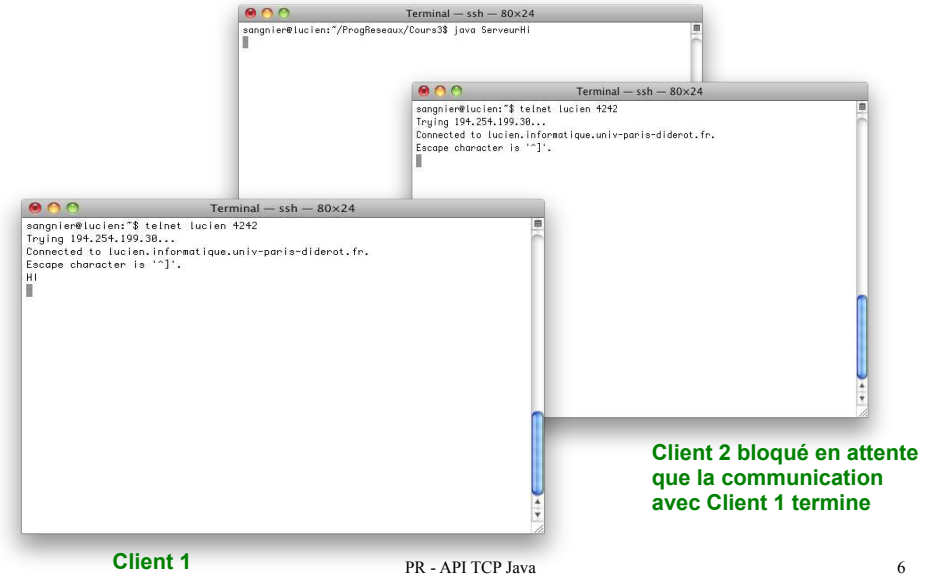 Terminal — ssh — 80×24
sangnier@lucien:~/ProgReseaux/Cours3$ java ServeurHi
Terminal — ssh — 80×24
sangnier@lucien:~$ telnet lucien 4242
Trying 194.254.199.30...
Connected to lucien.informatique.univ-paris-diderot.fr.
Escape character is '^]'.
Terminal — ssh — 80×24
sangnier@lucien:~$ telnet lucien 4242
Trying 194.254.199.30...
Connected to lucien.informatique.univ-paris-diderot.fr.
Escape character is '^]'.
HI
Client 2 bloqué en attente
que la communication
avec Client 1 termine
Client 1
PR - API TCP Java
6